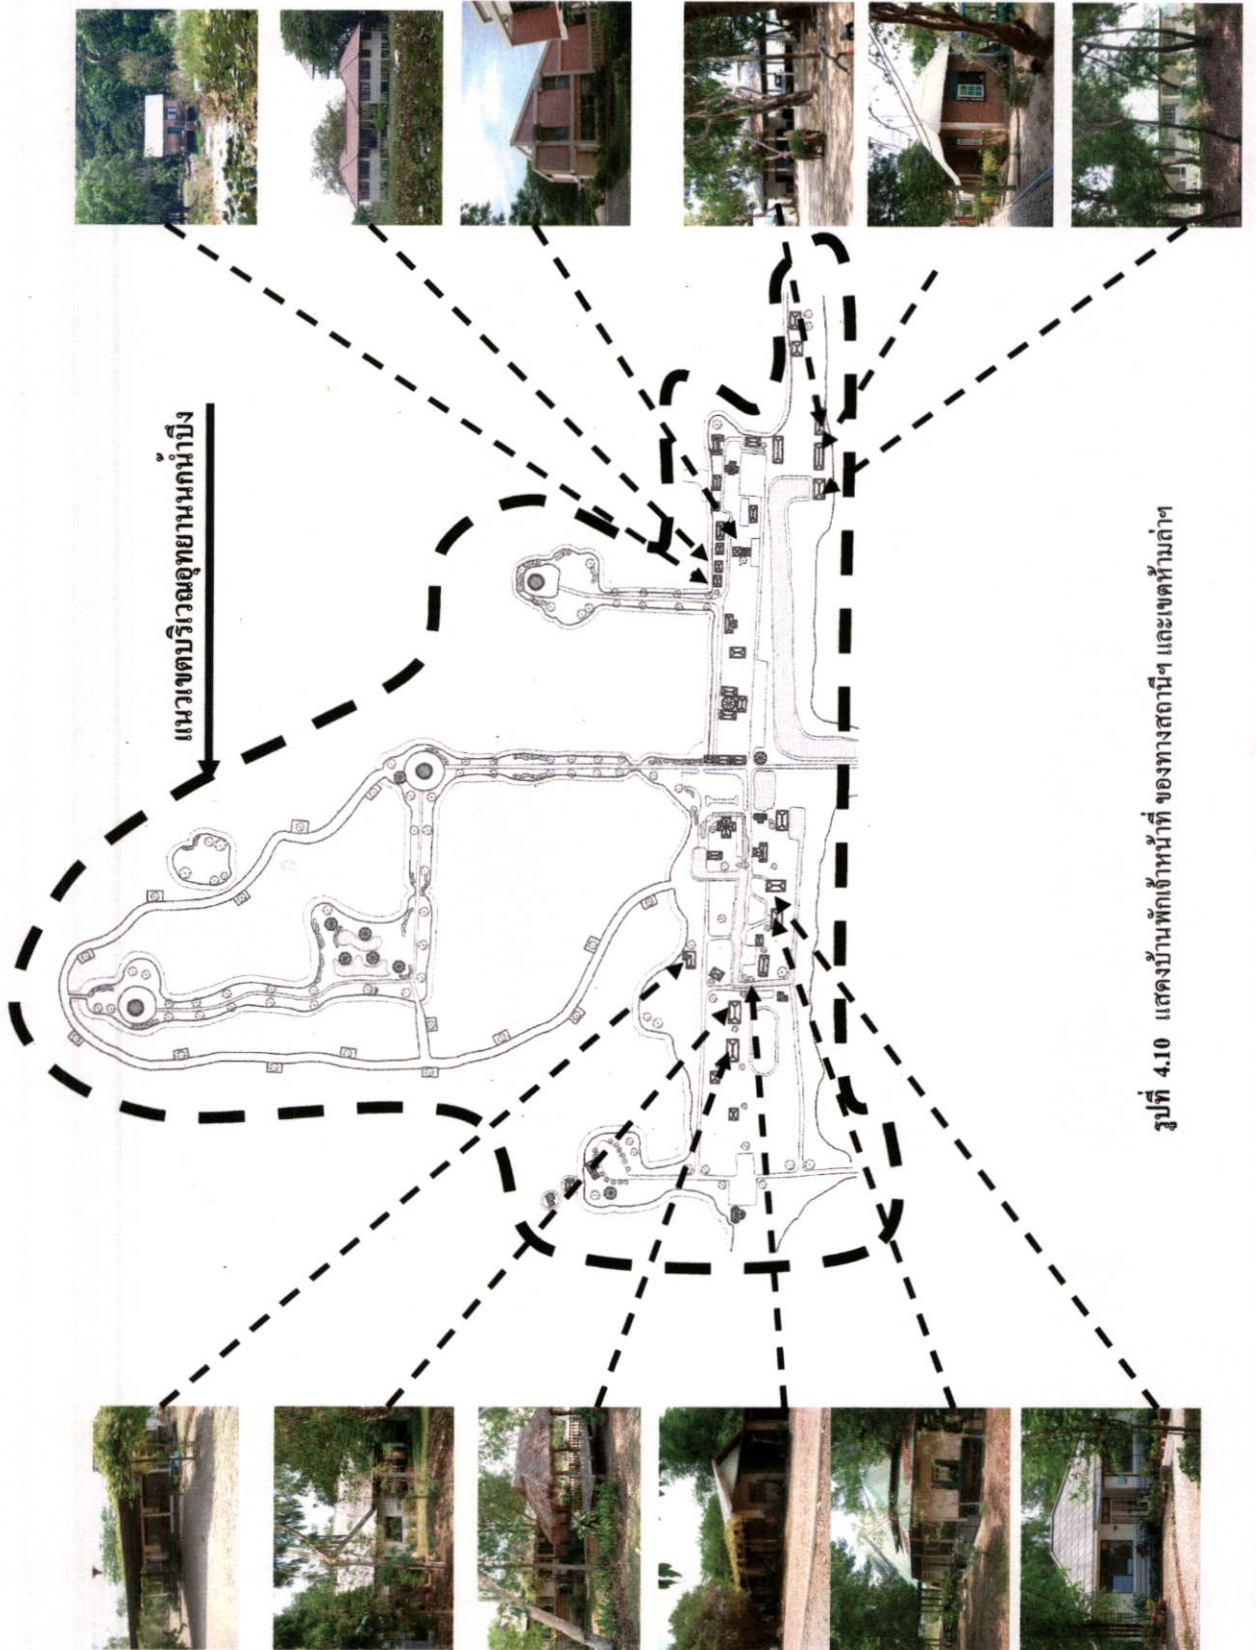 แนวเขตบริเวณอุทยานนกน้ำบึง
รูปที่ 4.10 แสดงบ้านพักเจ้าหน้าที่ ของทางสถานีฯ และเขตห้ามล่าฯ